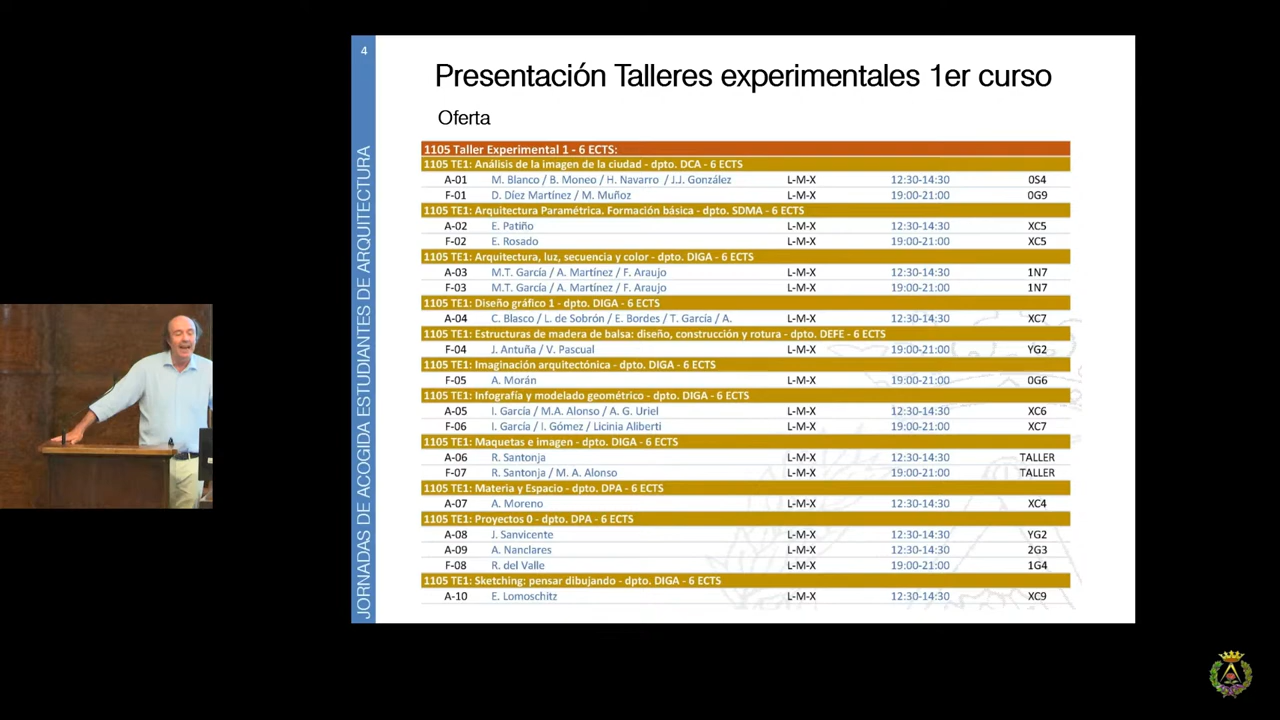 4
Presentación Talleres experimentales 1er curso
Oferta
JORNADAS DE ACOGIDA ESTUDIANTES DE ARQUITECTURA
1105 Taller Experimental 1 - 6 ECTS:
1105 TE1: Análisis de la imagen de la ciudad - dpto. DCA - 6 ECTS
A-01 M. Blanco / B. Moneo / H. Navarro / J.J. González L-M-X 12:30-14:30 0S4
F-01 D. Díez Martínez / M. Muñoz L-M-X 19:00-21:00 0G9
1105 TE1: Arquitectura Paramétrica. Formación básica - dpto. SDMA - 6 ECTS
A-02 E. Patiño L-M-X 12:30-14:30 XC5
F-02 E. Rosado L-M-X 19:00-21:00 XC5
1105 TE1: Arquitectura, luz, secuencia y color - dpto. DIGA - 6 ECTS
A-03 M.T. García / A. Martínez / F. Araujo L-M-X 12:30-14:30 1N7
F-03 M.T. García / A. Martínez / F. Araujo L-M-X 19:00-21:00 1N7
1105 TE1: Diseño gráfico 1 - dpto. DIGA - 6 ECTS
A-04 C. Blasco / L. de Sobrón / E. Bordes / T. García / A. L-M-X 12:30-14:30 XC7
1105 TE1: Estructuras de madera de balsa: diseño, construcción y rotura - dpto. DEFE - 6 ECTS
F-04 J. Antuña / V. Pascual L-M-X 19:00-21:00 YG2
1105 TE1: Imaginación arquitectónica - dpto. DIGA - 6 ECTS
F-05 A. Morán L-M-X 19:00-21:00 0G6
1105 TE1: Infografía y modelado geométrico - dpto. DIGA - 6 ECTS
A-05 I. García / M.A. Alonso / A. G. Uriel L-M-X 12:30-14:30 XC6
F-06 I. García / I. Gómez / Licinia Aliberti L-M-X 19:00-21:00 XC7
1105 TE1: Maquetas e imagen - dpto. DIGA - 6 ECTS
A-06 R. Santonja L-M-X 12:30-14:30 TALLER
F-07 R. Santonja / M. A. Alonso L-M-X 19:00-21:00 TALLER
1105 TE1: Materia y Espacio - dpto. DPA - 6 ECTS
A-07 A. Moreno L-M-X 12:30-14:30 XC4
1105 TE1: Proyectos 0 - dpto. DPA - 6 ECTS
A-08 J. Sanvicente L-M-X 12:30-14:30 YG2
A-09 A. Nanclares L-M-X 12:30-14:30 2G3
F-08 R. del Valle L-M-X 19:00-21:00 1G4
1105 TE1: Sketching: pensar dibujando - dpto. DIGA - 6 ECTS
A-10 E. Lomoschitz L-M-X 12:30-14:30 XC9